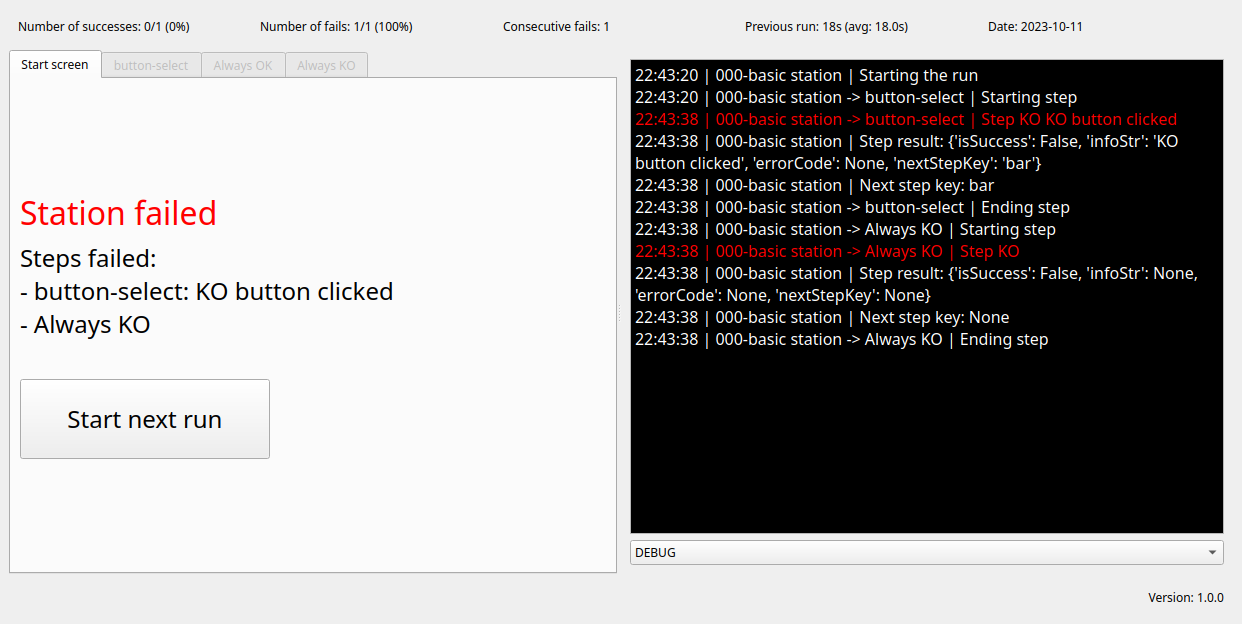 Number of successes: 0/1 (0%)
Number of fails: 1/1 (100%)
Consecutive fails: 1
Previous run: 18s (avg: 18.0s)
Date: 2023-10-11
Start screen
button-select
Always OK
Always KO
Station failed
Steps failed:
- button-select: KO button clicked
- Always KO
Start next run
22:43:20 | 000-basic station | Starting the run
22:43:20 | 000-basic station -> button-select | Starting step
22:43:38 | 000-basic station -> button-select | Step KO KO button clicked
22:43:38 | 000-basic station | Step result: {'isSuccess': False, 'infoStr': 'KO
button clicked', 'errorCode': None, 'nextStepKey': 'bar'}
22:43:38 | 000-basic station | Next step key: bar
22:43:38 | 000-basic station -> button-select | Ending step
22:43:38 | 000-basic station -> Always KO | Starting step
22:43:38 | 000-basic station -> Always KO | Step KO
22:43:38 | 000-basic station | Step result: {'isSuccess': False, 'infoStr': None,
'errorCode': None, 'nextStepKey': None}
22:43:38 | 000-basic station | Next step key: None
22:43:38 | 000-basic station -> Always KO | Ending step
DEBUG
Version: 1.0.0